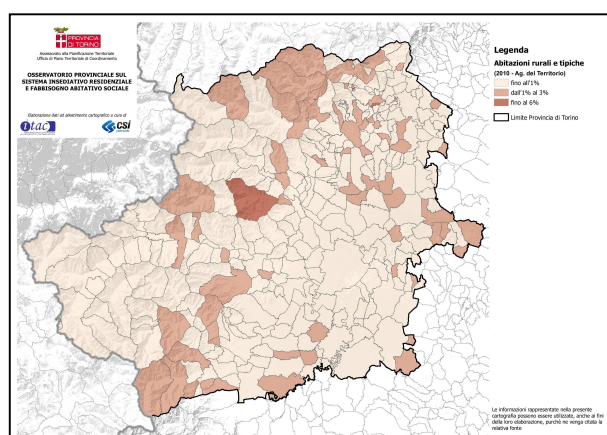 PROVINCIA
DI TORINO
Assessorato alla Pianificazione Territoriale
Ufficio di Piano Territoriale di Coordinamento
OSSERVATORIO PROVINCIALE SUL
SISTEMA INSEDIATIVO RESIDENZIALE
E FABBISOGNO ABITATIVO SOCIALE
Elaborazione dati ed allestimento cartografico a cura di
itac
CSI
Legenda
Abitazioni rurali e tipiche
(2010 - Ag. del Territorio)
fino all'1%
dall'1% al 3%
fino al 6%
Limite Provincia di Torino
Le informazioni rappresentate nella presente
cartografia possono essere utilizzate, anche ai fini
della loro elaborazione, purchè ne venga citata la
relativa fonte